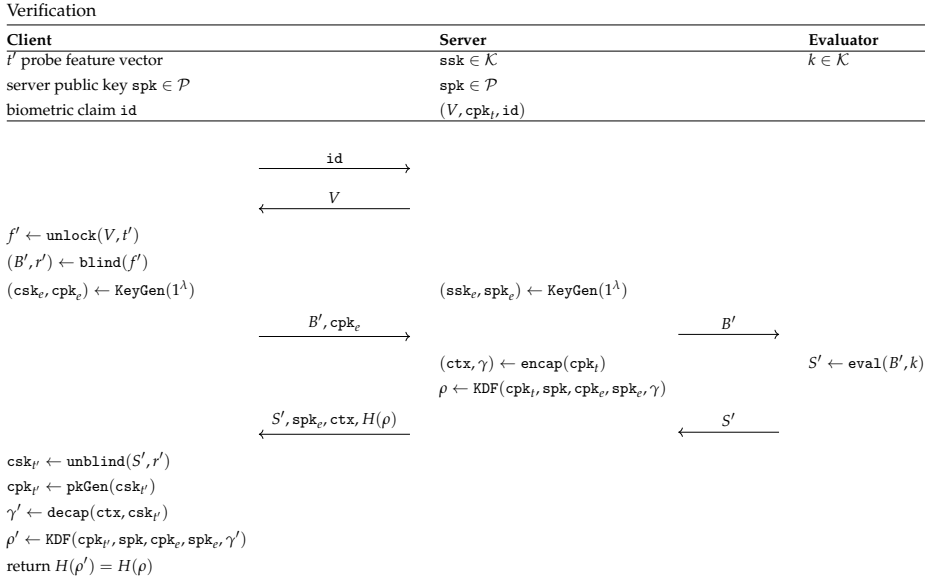 Verification
Client Server Evaluator
t′ probe feature vector ssk ∈ 𝒦 k ∈ 𝒦
server public key spk ∈ 𝒫 spk ∈ 𝒫
biometric claim id (V, cpk_t, id)
id
V
f′ ← unlock(V, t′)
(B′, r′) ← blind(f′)
(csk_e, cpk_e) ← KeyGen(1^λ) (ssk_e, spk_e) ← KeyGen(1^λ)
B′, cpk_e B′
(ctx, γ) ← encap(cpk_t) S′ ← eval(B′, k)
ρ ← KDF(cpk_t, spk, cpk_e, spk_e, γ)
S′, spk_e, ctx, H(ρ) S′
csk_t′ ← unblind(S′, r′)
cpk_t′ ← pkGen(csk_t′)
γ′ ← decap(ctx, csk_t′)
ρ′ ← KDF(cpk_t′, spk, cpk_e, spk_e, γ′)
return H(ρ′) = H(ρ)